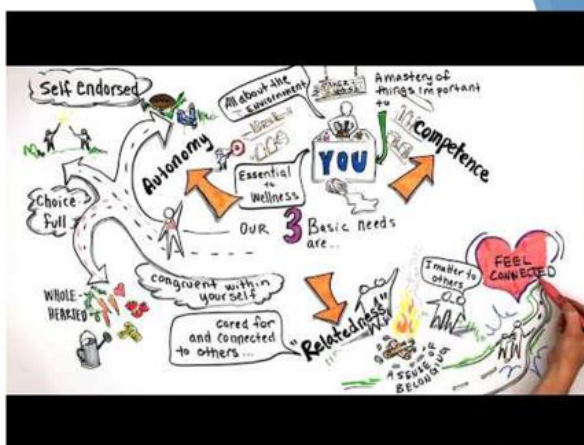 Self Endorsed
Choice-
full
WHOLE-
HEARTED
Autonomy
congruent within
yourself
All about the
Enviornment
Essential
to
Wellness
YOU
A mastery of
things important
to
Competence
OUR 3 Basic needs
are...
cared for
and connected
to others...
"Relatedness"
A SENSE OF
BELONGING
I matter to
others
FEEL
CONNECTED